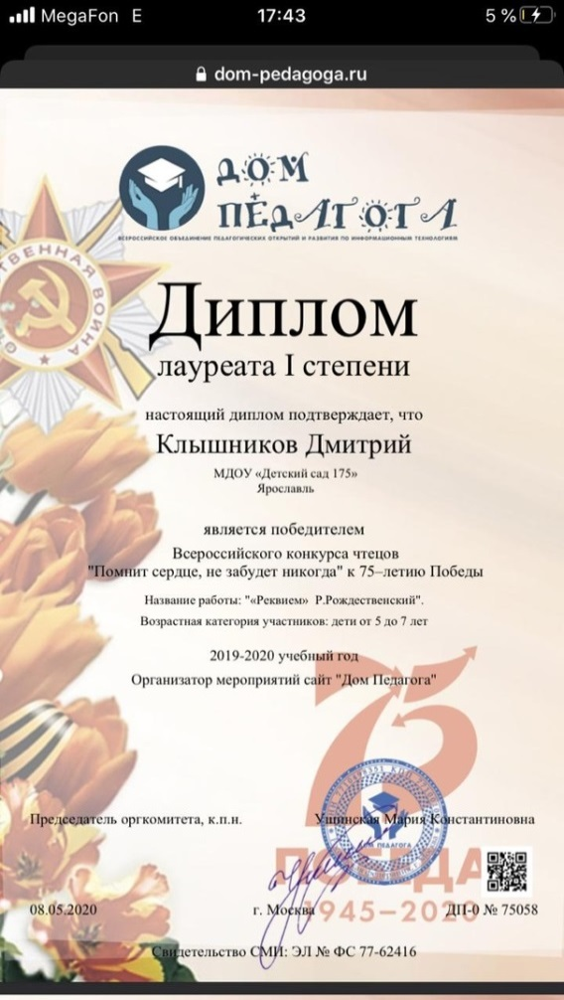 MegaFon E 17:43 5 %
dom-pedagoga.ru
ДОМ
ПЕДАГОГА
ВСЕРОССИЙСКОЕ ОБЪЕДИНЕНИЕ ПЕДАГОГИЧЕСКИХ ОТКРЫТИЙ И РАЗВИТИЯ ПО ИНФОРМАЦИОННЫМ ТЕХНОЛОГИЯМ
ТВЕННАЯ ВОЙНА
Диплом
лауреата I степени
настоящий диплом подтверждает, что
Клышников Дмитрий
МДОУ «Детский сад 175»
Ярославль
является победителем
Всероссийского конкурса чтецов
"Помнит сердце, не забудет никогда" к 75–летию Победы
Название работы: "«Реквием» Р.Рождественский".
Возрастная категория участников: дети от 5 до 7 лет
2019-2020 учебный год
Организатор мероприятий сайт "Дом Педагога"
75
Председатель оргкомитета, к.п.н. Ушинская Мария Константиновна
ПЕДАГОГА
ПОБЕДА
1945–2020
08.05.2020 г. Москва ДП-0 № 75058
Свидетельство СМИ: ЭЛ № ФС 77-62416